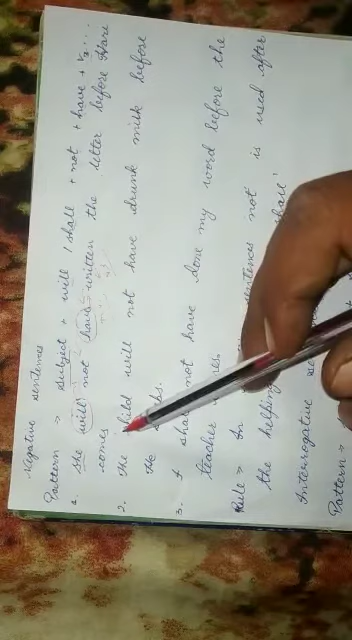 Negative sentences
Pattern > subject + will / shall + not + have + v3...
1. She will not have written the letter before Hare
comes
2. The child will not have drunk milk before
He
3. I shall not have done my word before the
teacher
Rule > In sentences 'not' is used after
the helping 'shall'
Interrogative
Pattern >